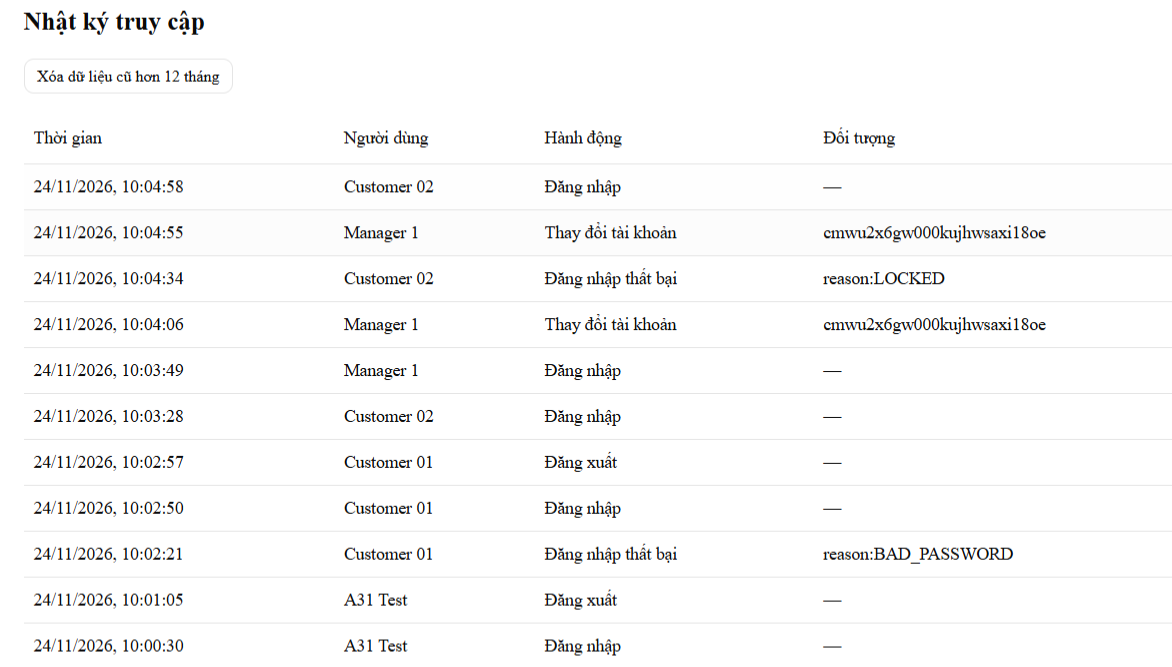 Nhật ký truy cập
Xóa dữ liệu cũ hơn 12 tháng
Thời gian Người dùng Hành động Đối tượng
24/11/2026, 10:04:58 Customer 02 Đăng nhập —
24/11/2026, 10:04:55 Manager 1 Thay đổi tài khoản cmwu2x6gw000kujhwsaxi18oe
24/11/2026, 10:04:34 Customer 02 Đăng nhập thất bại reason:LOCKED
24/11/2026, 10:04:06 Manager 1 Thay đổi tài khoản cmwu2x6gw000kujhwsaxi18oe
24/11/2026, 10:03:49 Manager 1 Đăng nhập —
24/11/2026, 10:03:28 Customer 02 Đăng nhập —
24/11/2026, 10:02:57 Customer 01 Đăng xuất —
24/11/2026, 10:02:50 Customer 01 Đăng nhập —
24/11/2026, 10:02:21 Customer 01 Đăng nhập thất bại reason:BAD_PASSWORD
24/11/2026, 10:01:05 A31 Test Đăng xuất —
24/11/2026, 10:00:30 A31 Test Đăng nhập —